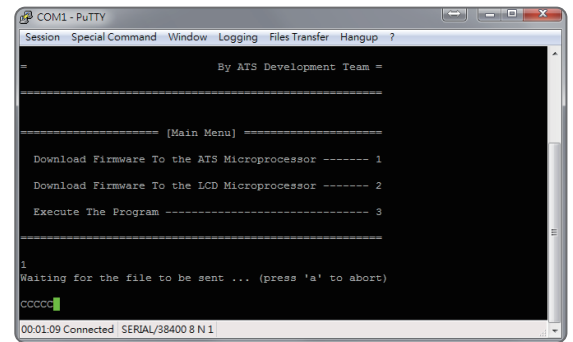 COM1 - PuTTY
Session Special Command Window Logging Files Transfer Hangup ?
= By ATS Development Team =
=======================================================
===================== [Main Menu] =====================
Download Firmware To the ATS Microprocessor ------- 1
Download Firmware To the LCD Microprocessor ------- 2
Execute The Program ------------------------------- 3
=======================================================
1
Waiting for the file to be sent ... (press 'a' to abort)
CCCCC
00:01:09 Connected SERIAL/38400 8 N 1